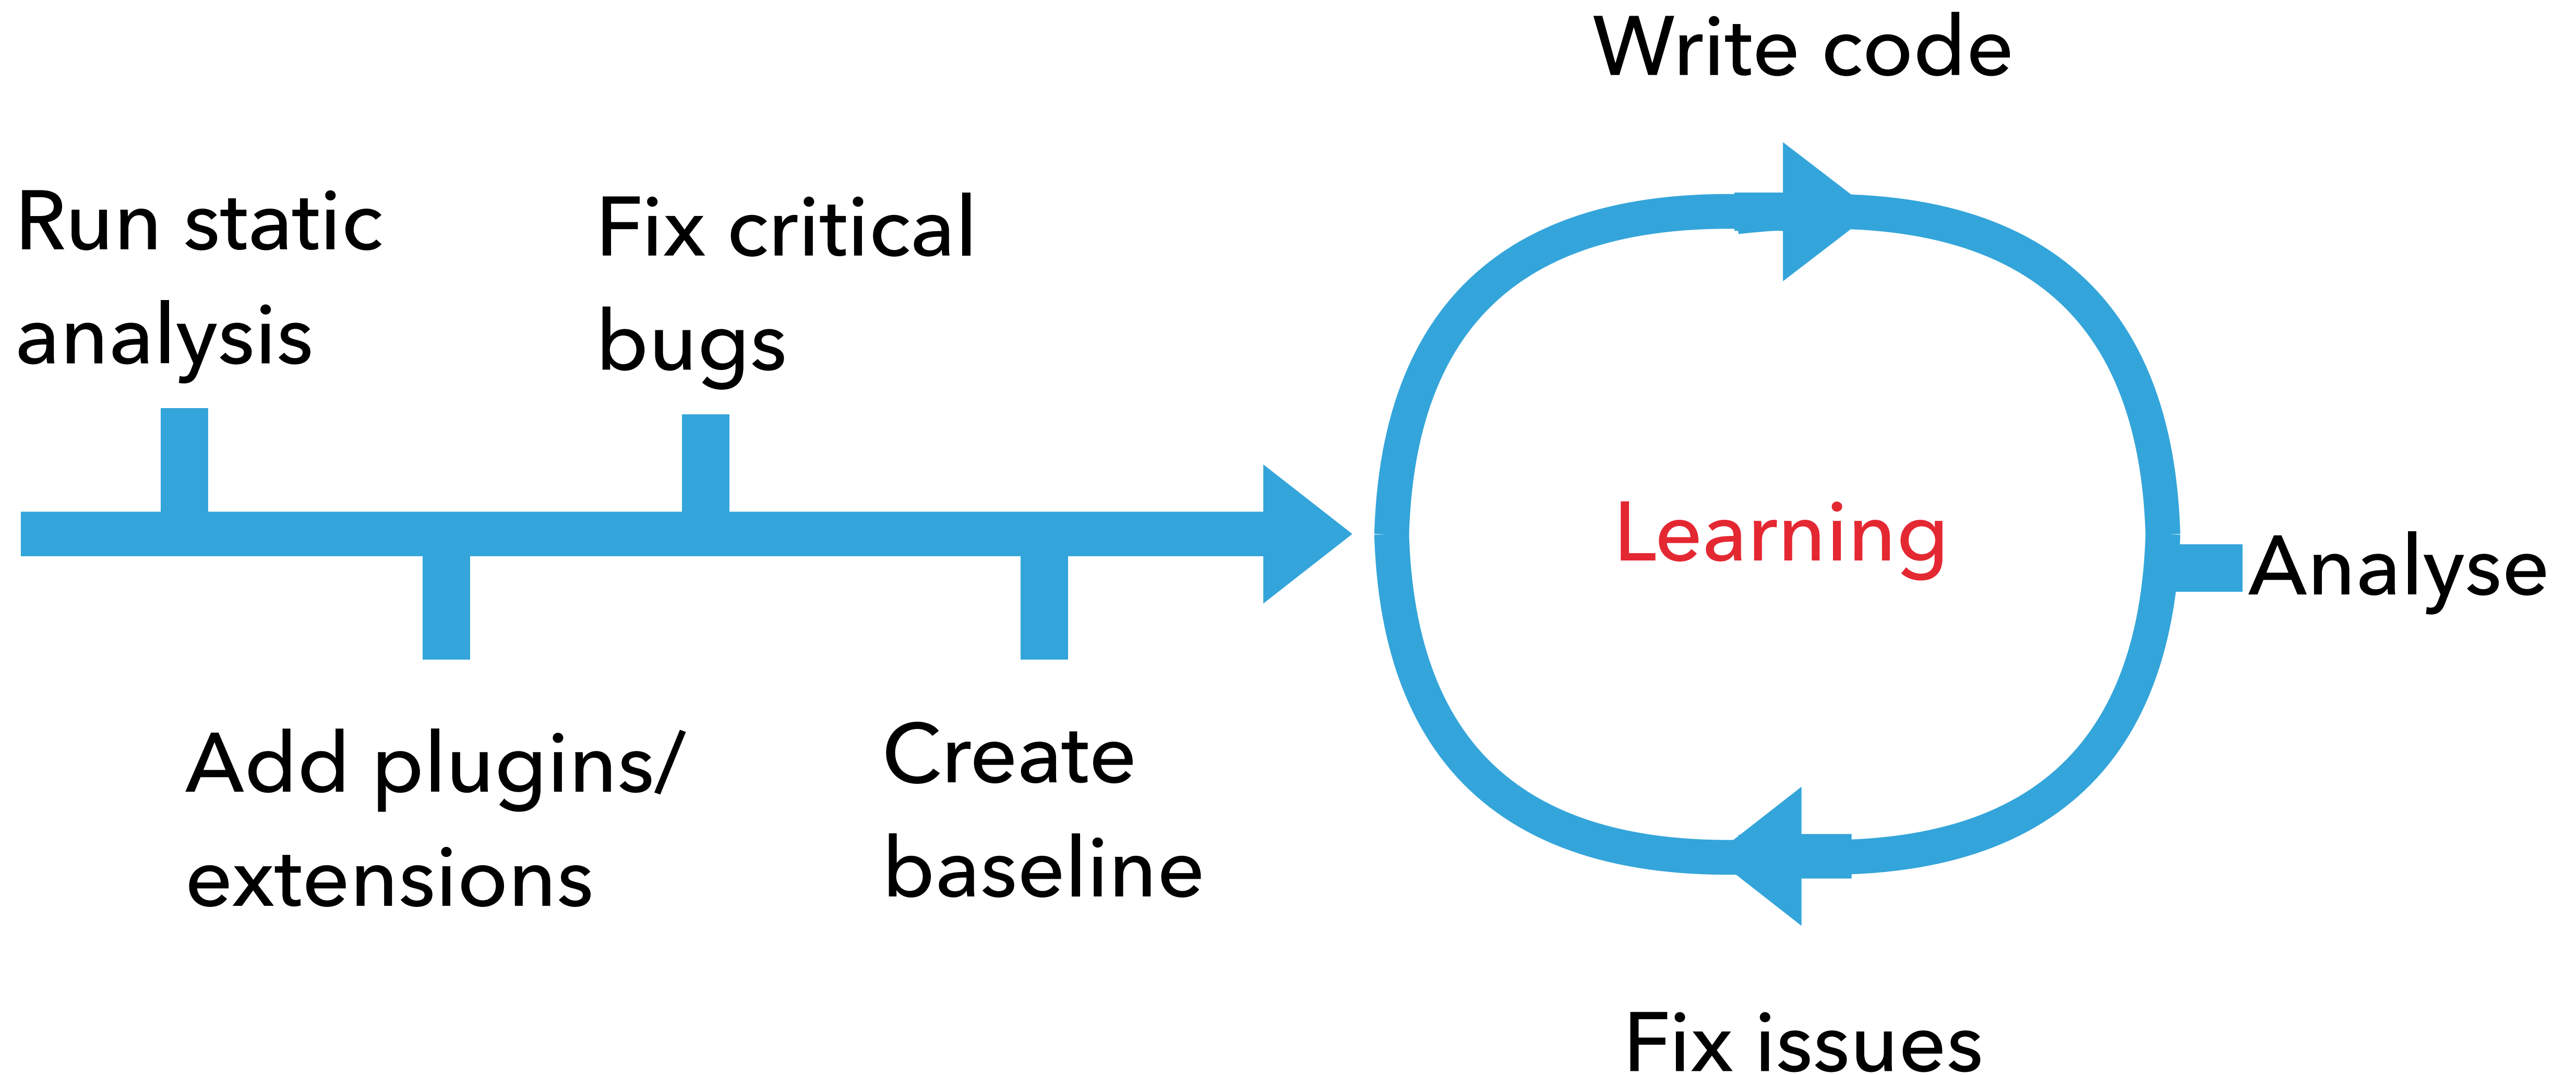 Run static
analysis
Add plugins/
extensions
Fix critical
bugs
Create
baseline
Write code
Learning
Analyse
Fix issues